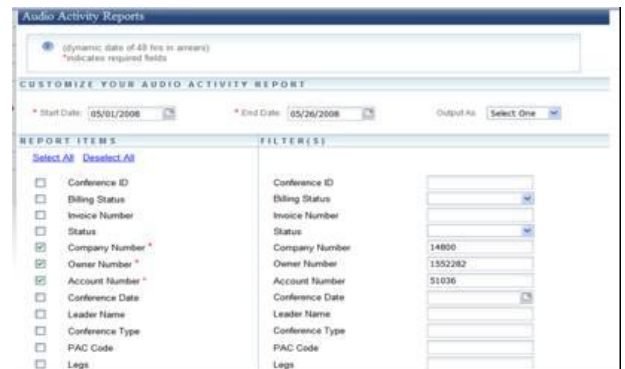 Audio Activity Reports
(dynamic date of 48 hrs in arrears)
*indicates required fields
CUSTOMIZE YOUR AUDIO ACTIVITY REPORT
* Start Date: 05/01/2008 * End Date: 05/26/2008 Output As: Select One
REPORT ITEMS FILTER(S)
Select All Deselect All
Conference ID Conference ID
Billing Status Billing Status
Invoice Number Invoice Number
Status Status
Company Number * Company Number 14800
Owner Number * Owner Number 1552282
Account Number * Account Number 51036
Conference Date Conference Date
Leader Name Leader Name
Conference Type Conference Type
PAC Code PAC Code
Legs Legs